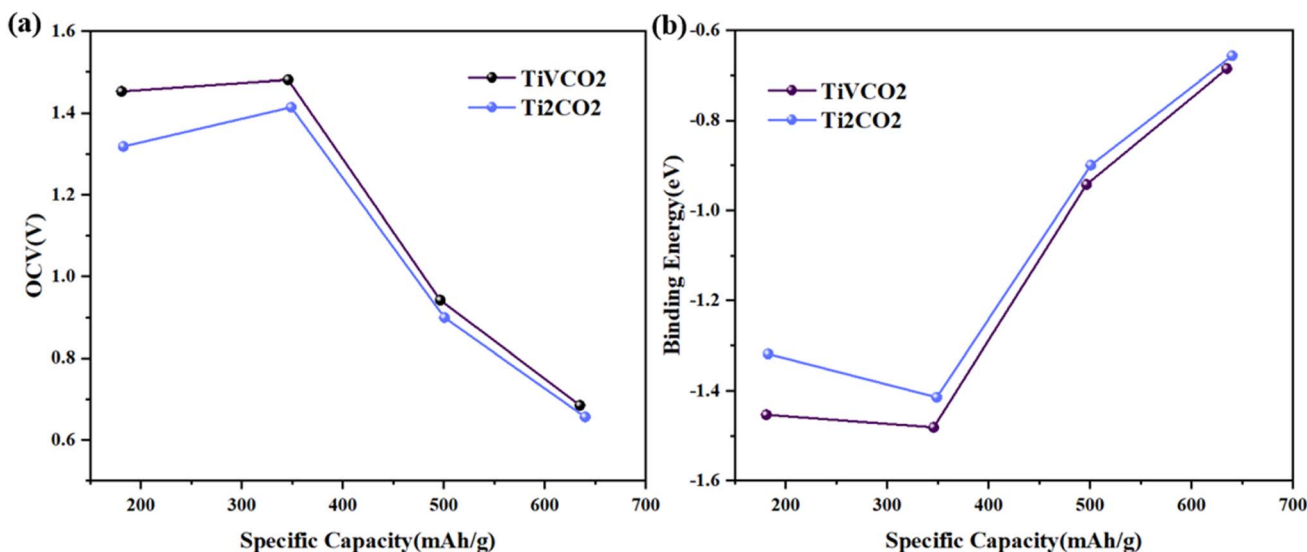 (a)
1.6
1.4
1.2
1.0
0.8
0.6
OCV(V)
TiVCO2
Ti2CO2
200 300 400 500 600 700
Specific Capacity(mAh/g)
(b)
-0.6
-0.8
-1.0
-1.2
-1.4
-1.6
Binding Energy(eV)
TiVCO2
Ti2CO2
200 300 400 500 600 700
Specific Capacity(mAh/g)